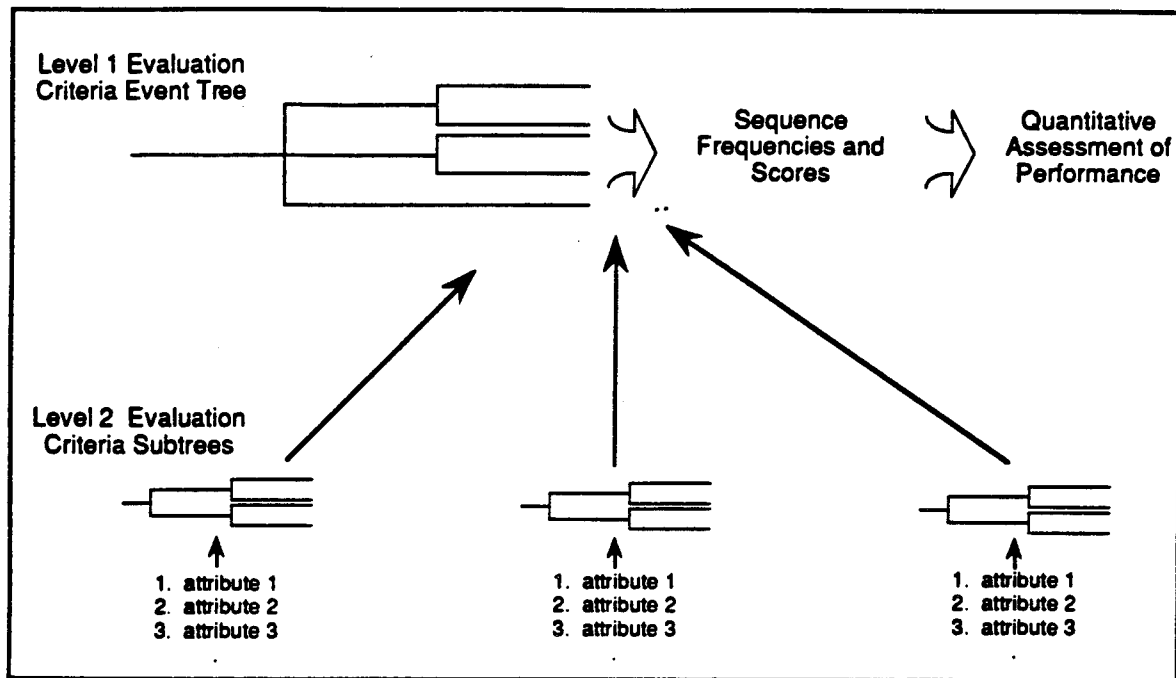 Level 1 Evaluation
Criteria Event Tree
Sequence
Frequencies and
Scores
Quantitative
Assessment of
Performance
Level 2 Evaluation
Criteria Subtrees
1. attribute 1
2. attribute 2
3. attribute 3
1. attribute 1
2. attribute 2
3. attribute 3
1. attribute 1
2. attribute 2
3. attribute 3